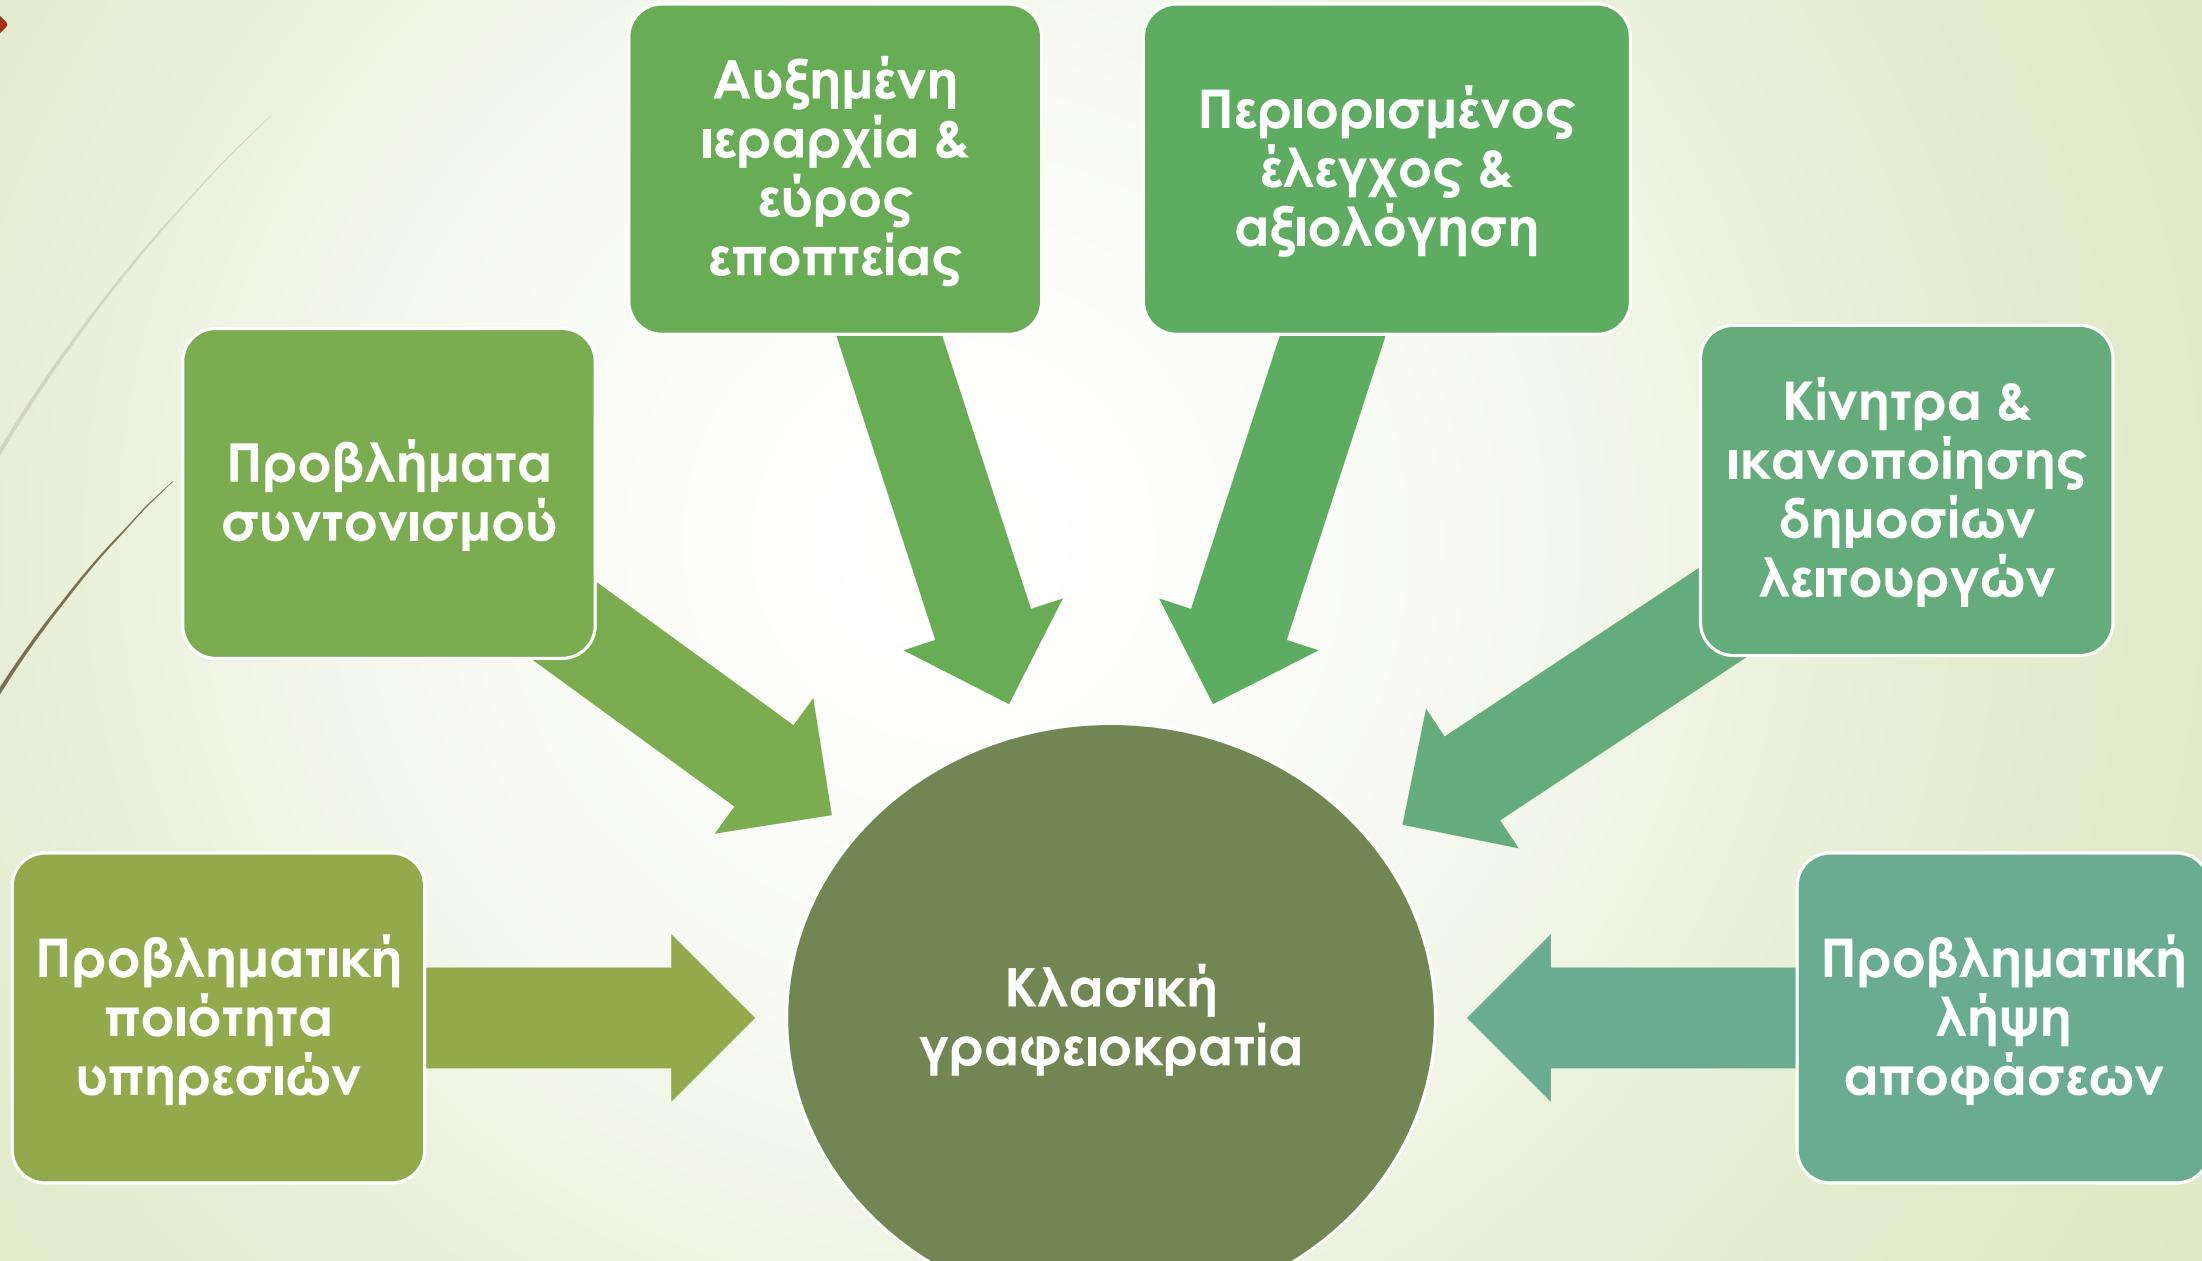 Αυξημένη
ιεραρχία &
εύρος
εποπτείας
Περιορισμένος
έλεγχος &
αξιολόγηση
Προβλήματα
συντονισμού
Κίνητρα &
ικανοποίησης
δημοσίων
λειτουργών
Προβληματική
ποιότητα
υπηρεσιών
Κλασική
γραφειοκρατία
Προβληματική
λήψη
αποφάσεων